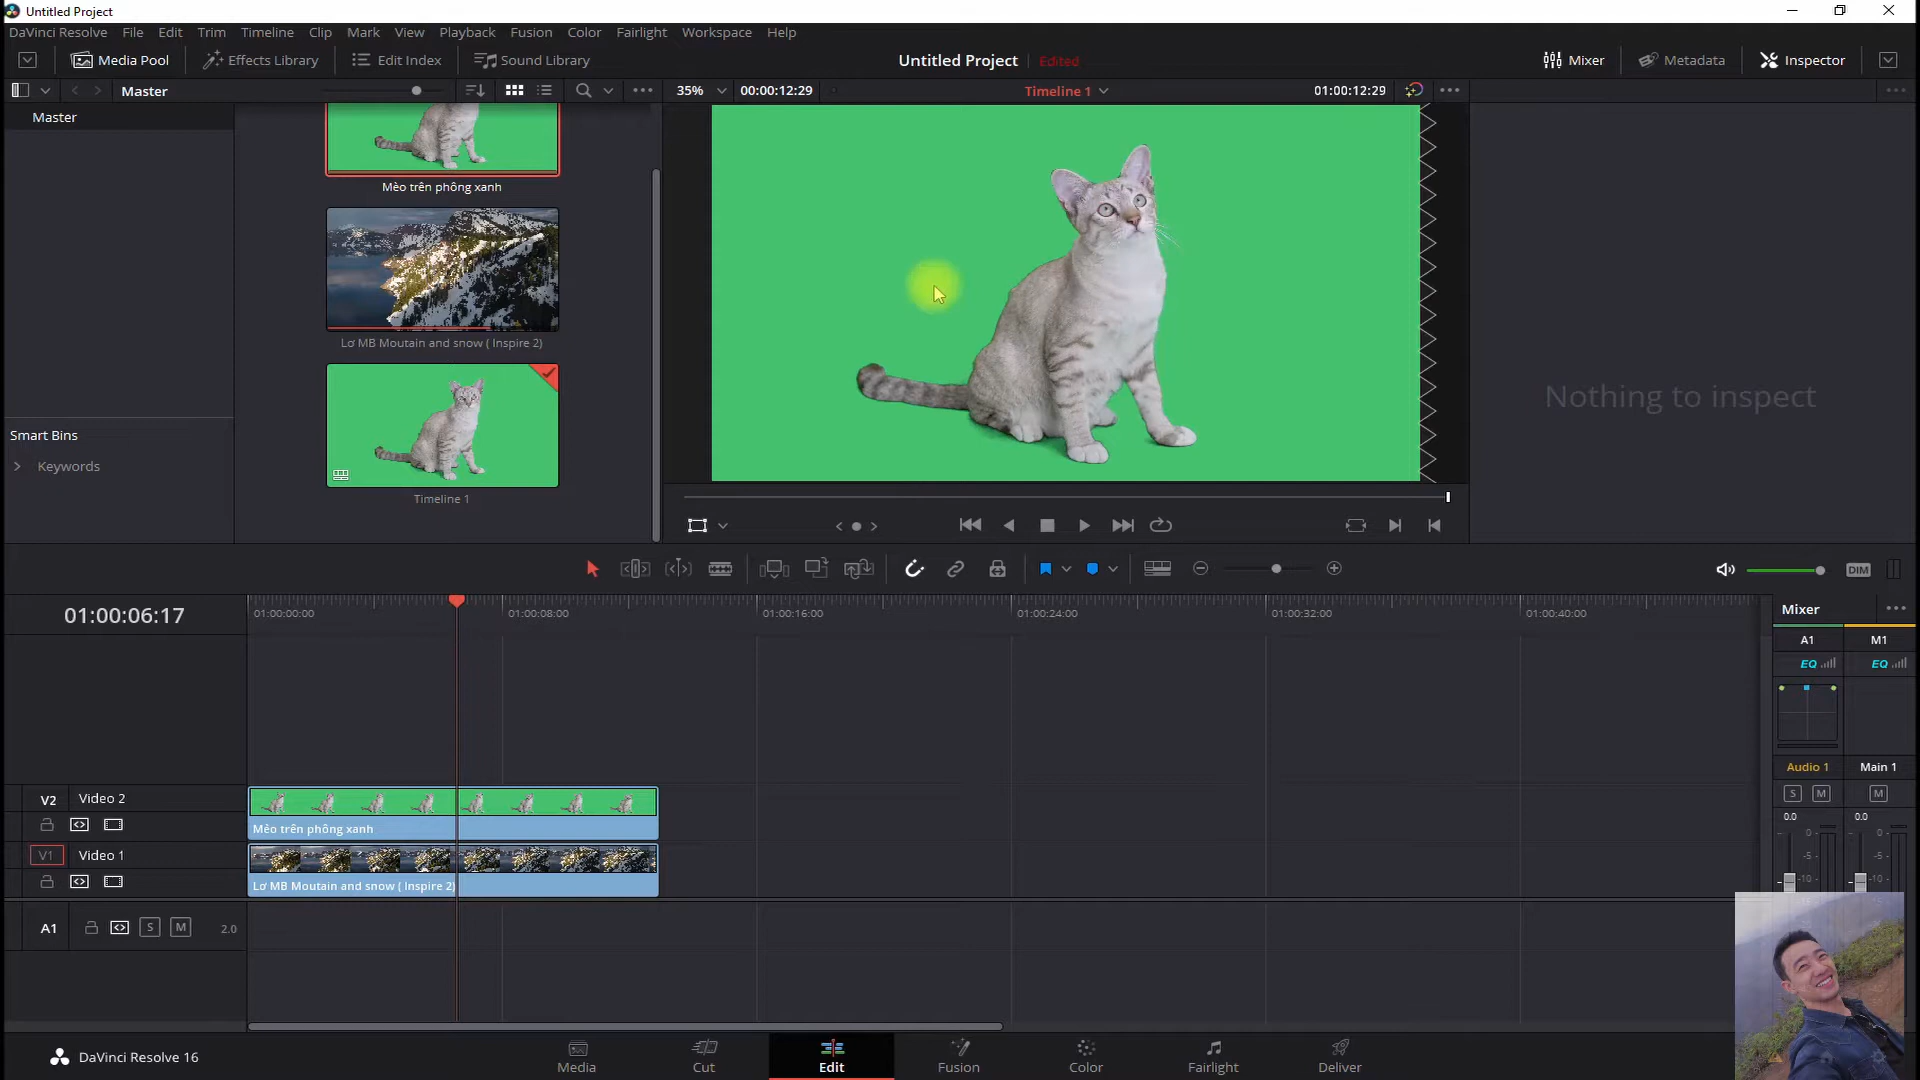 Untitled Project
DaVinci Resolve File Edit Trim Timeline Clip Mark View Playback Fusion Color Fairlight Workspace Help
Media Pool Effects Library Edit Index Sound Library Untitled Project Edited Mixer Metadata Inspector
Master 35% 00:00:12:29 Timeline 1 01:00:12:29
Master
Mèo trên phông xanh
Lơ MB Moutain and snow ( Inspire 2)
Nothing to inspect
Smart Bins
Keywords
Timeline 1
DIM
01:00:06:17 01:00:00:00 01:00:08:00 01:00:16:00 01:00:24:00 01:00:32:00 01:00:40:00 Mixer
A1 M1
EQ EQ
Audio 1 Main 1
V2 Video 2 S M M
0.0 0.0
Mèo trên phông xanh
V1 Video 1
Lơ MB Moutain and snow ( Inspire 2)
0-
-5-
-10-
0-
-5-
-10-
A1 S M 2.0
DaVinci Resolve 16 Media Cut Edit Fusion Color Fairlight Deliver